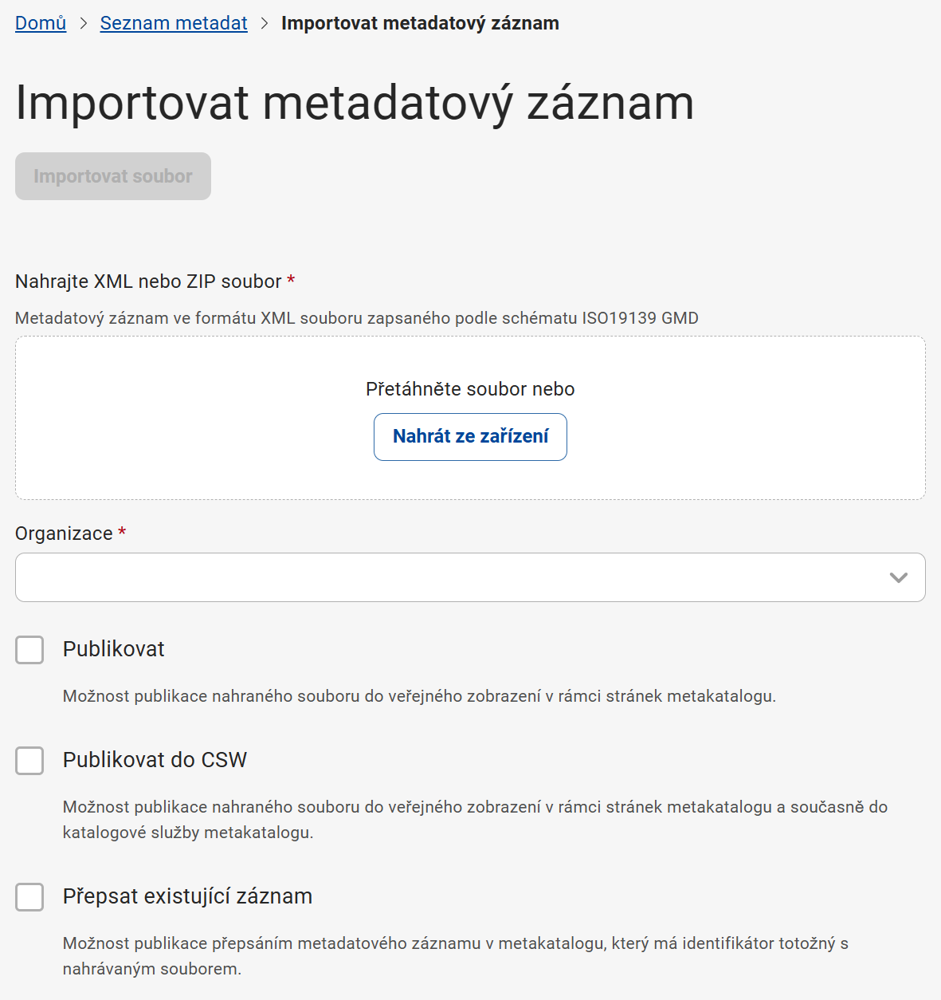 Domů > Seznam metadat > Importovat metadatový záznam
Importovat metadatový záznam
Importovat soubor
Nahrajte XML nebo ZIP soubor *
Metadatový záznam ve formátu XML souboru zapsaného podle schématu ISO19139 GMD
Přetáhněte soubor nebo
Nahrát ze zařízení
Organizace *
Publikovat
Možnost publikace nahraného souboru do veřejného zobrazení v rámci stránek metakatalogu.
Publikovat do CSW
Možnost publikace nahraného souboru do veřejného zobrazení v rámci stránek metakatalogu a současně do
katalogové služby metakatalogu.
Přepsat existující záznam
Možnost publikace přepsáním metadatového záznamu v metakatalogu, který má identifikátor totožný s
nahrávaným souborem.